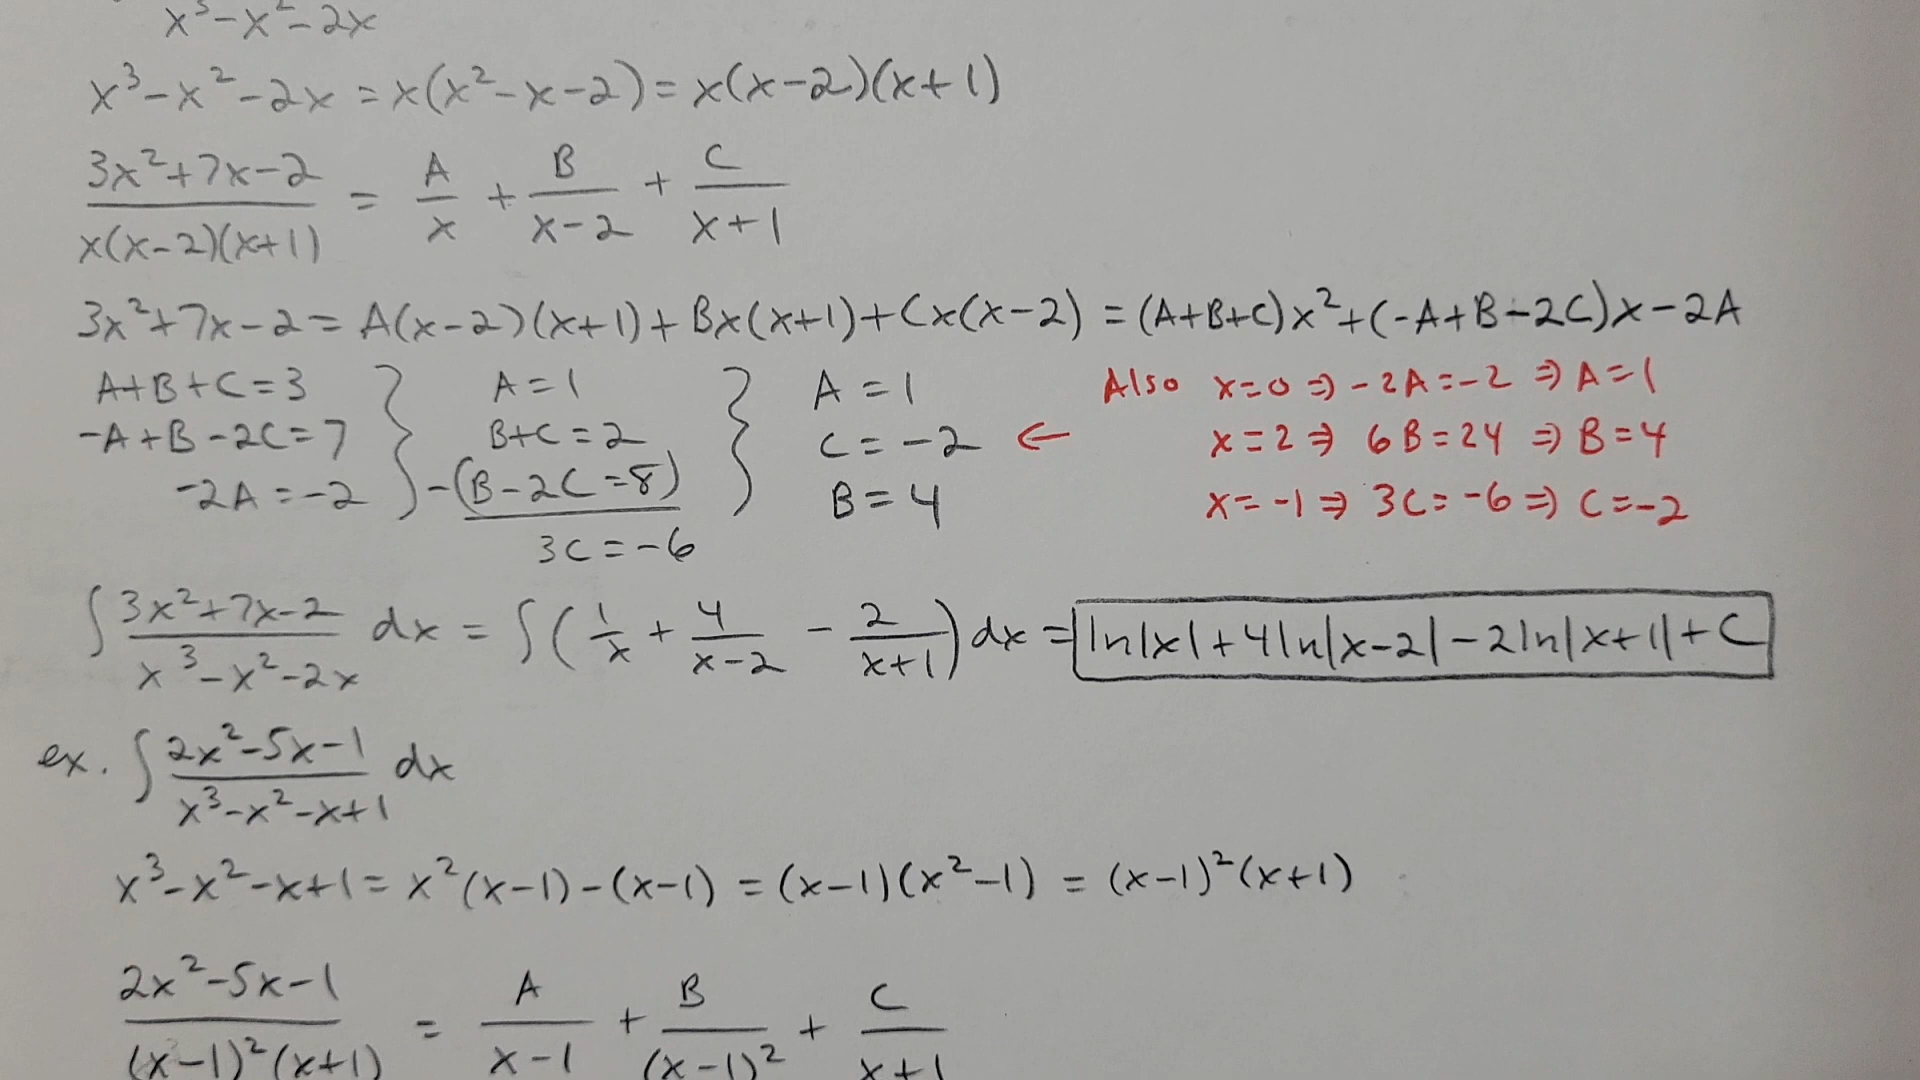 x³-x²-2x
x³-x²-2x = x(x²-x-2) = x(x-2)(x+1)
(3x²+7x-2)/(x(x-2)(x+1)) = A/x + B/(x-2) + C/(x+1)
3x²+7x-2 = A(x-2)(x+1) + Bx(x+1) + Cx(x-2) = (A+B+C)x² + (-A+B-2C)x - 2A
A+B+C=3 } A=1 } A=1 Also x=0 ⇒ -2A=-2 ⇒ A=1
-A+B-2C=7 B+C=2 C=-2 ← x=2 ⇒ 6B=24 ⇒ B=4
-2A=-2 -(B-2C=8) B=4 x=-1 ⇒ 3C=-6 ⇒ C=-2
3C=-6
∫ (3x²+7x-2)/(x³-x²-2x) dx = ∫(1/x + 4/(x-2) - 2/(x+1)) dx = ln|x|+4ln|x-2|-2ln|x+1|+C
ex. ∫ (2x²-5x-1)/(x³-x²-x+1) dx
x³-x²-x+1 = x²(x-1)-(x-1) = (x-1)(x²-1) = (x-1)²(x+1)
(2x²-5x-1)/((x-1)²(x+1)) = A/(x-1) + B/(x-1)² + C/(x+1)